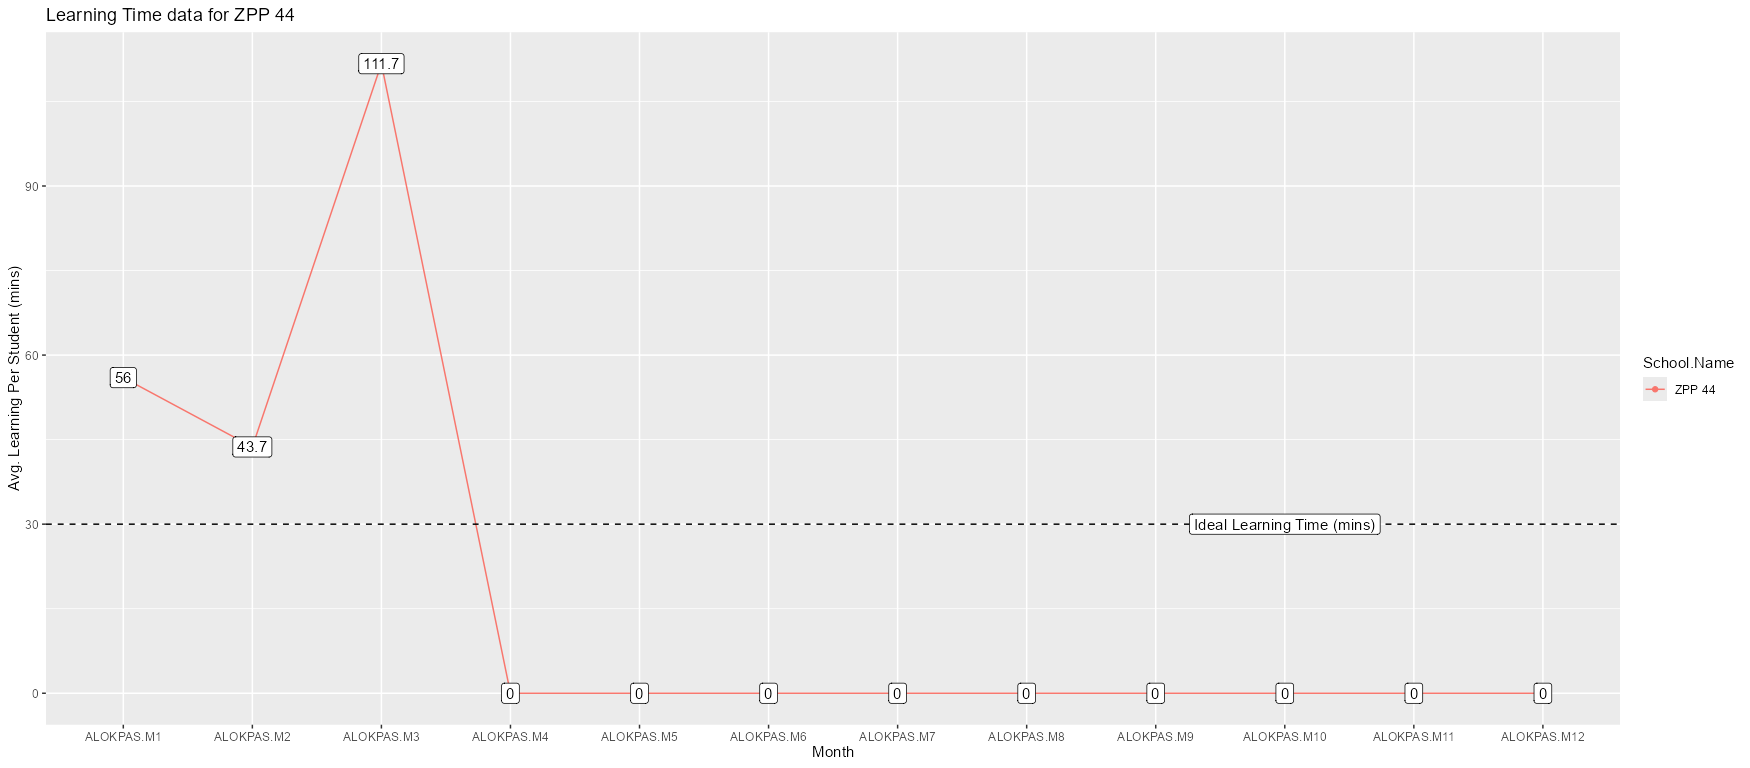 Learning Time data for ZPP 44
111.7
56
43.7
Ideal Learning Time (mins)
0
0
0
0
0
0
0
0
0
90
60
30
0
Avg. Learning Per Student (mins)
ALOKPAS.M1
ALOKPAS.M2
ALOKPAS.M3
ALOKPAS.M4
ALOKPAS.M5
ALOKPAS.M6
ALOKPAS.M7
ALOKPAS.M8
ALOKPAS.M9
ALOKPAS.M10
ALOKPAS.M11
ALOKPAS.M12
Month
School.Name
ZPP 44